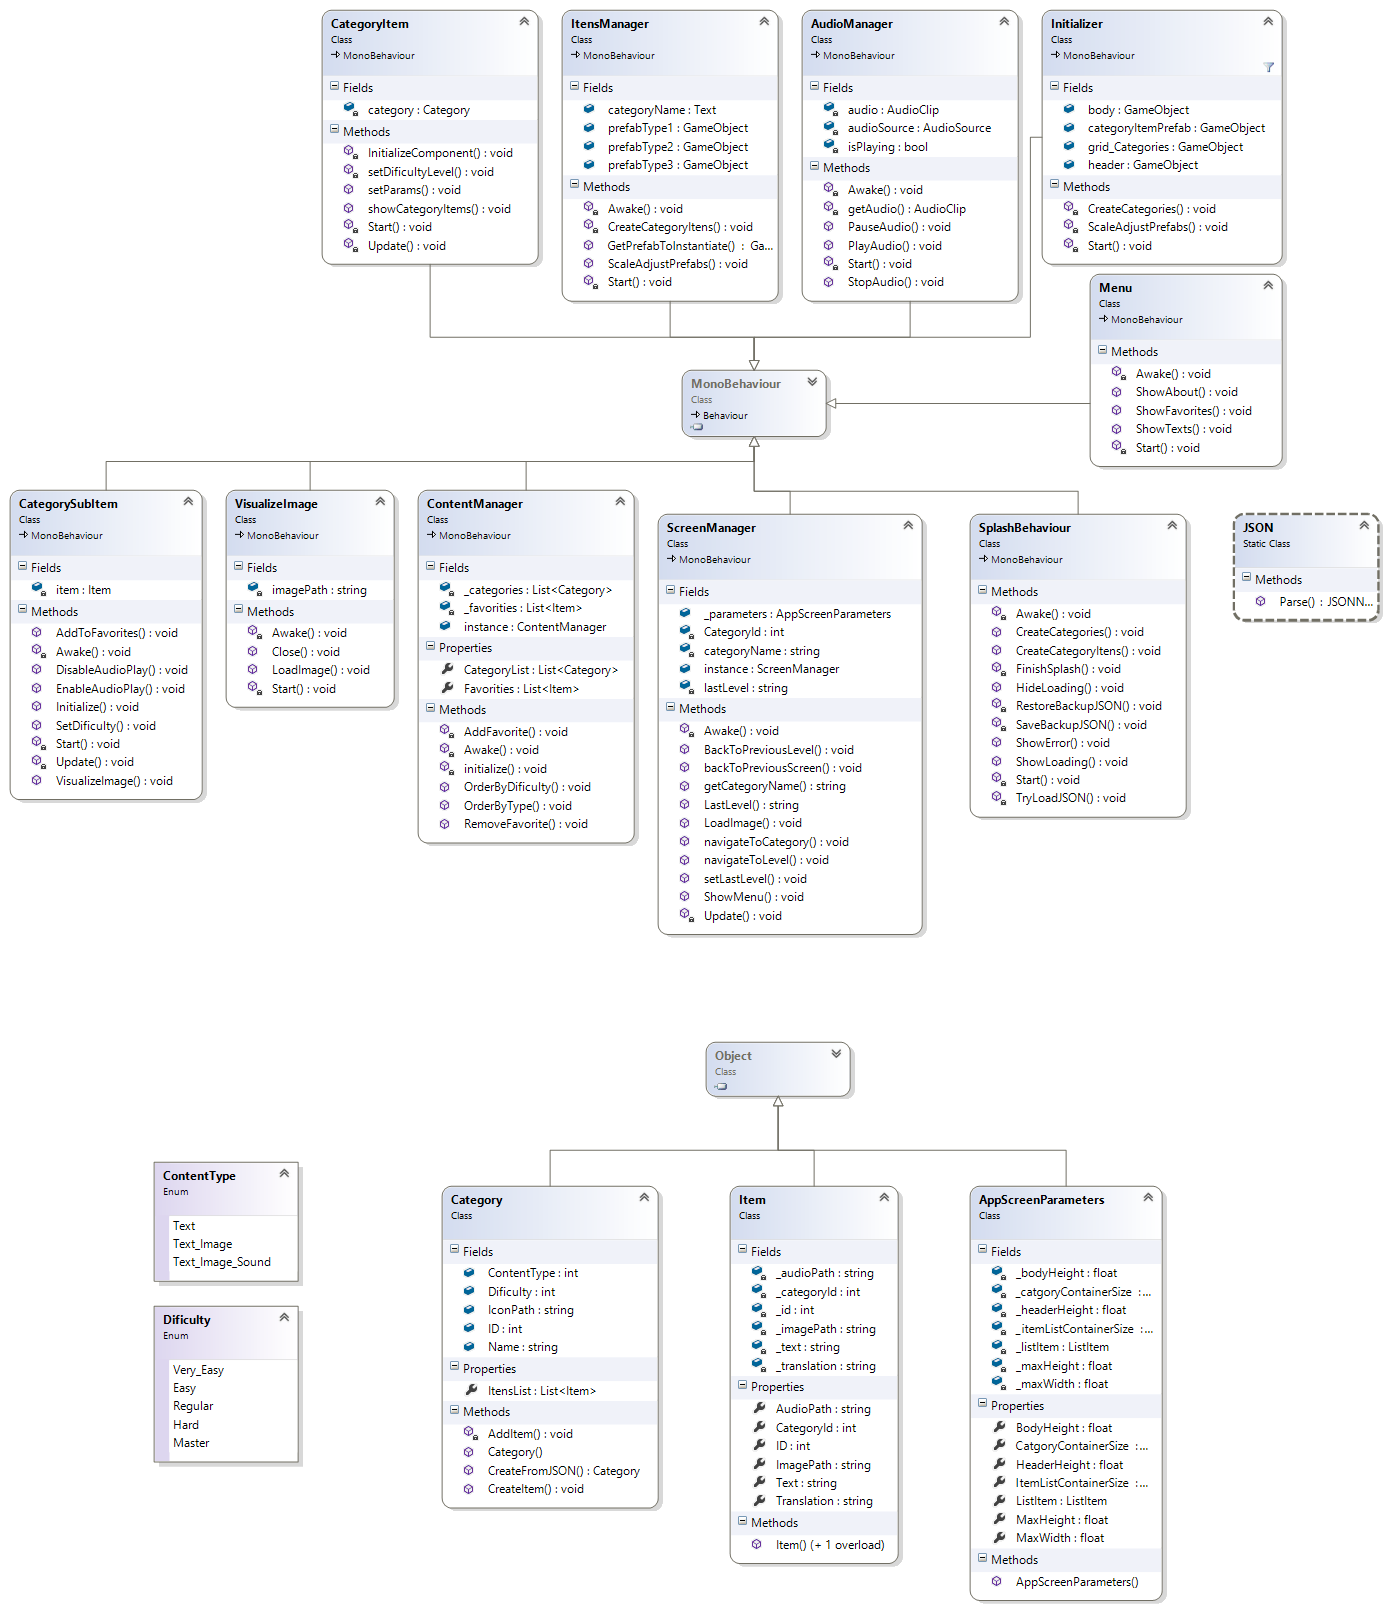 CategoryItem
Class
MonoBehaviour
Fields
category : Category
Methods
InitializeComponent() : void
setDificultyLevel() : void
setParams() : void
showCategoryItems() : void
Start() : void
Update() : void
ItensManager
Class
MonoBehaviour
Fields
categoryName : Text
prefabType1 : GameObject
prefabType2 : GameObject
prefabType3 : GameObject
Methods
Awake() : void
CreateCategoryItens() : void
GetPrefabToInstantiate() : Ga...
ScaleAdjustPrefabs() : void
Start() : void
AudioManager
Class
MonoBehaviour
Fields
audio : AudioClip
audioSource : AudioSource
isPlaying : bool
Methods
Awake() : void
getAudio() : AudioClip
PauseAudio() : void
PlayAudio() : void
Start() : void
StopAudio() : void
Initializer
Class
MonoBehaviour
Fields
body : GameObject
categoryItemPrefab : GameObject
grid_Categories : GameObject
header : GameObject
Methods
CreateCategories() : void
ScaleAdjustPrefabs() : void
Start() : void
Menu
Class
MonoBehaviour
Methods
Awake() : void
ShowAbout() : void
ShowFavorites() : void
ShowTexts() : void
Start() : void
MonoBehaviour
Class
Behaviour
CategorySubItem
Class
MonoBehaviour
Fields
item : Item
Methods
AddToFavorites() : void
Awake() : void
DisableAudioPlay() : void
EnableAudioPlay() : void
Initialize() : void
SetDificulty() : void
Start() : void
Update() : void
VisualizeImage() : void
VisualizeImage
Class
MonoBehaviour
Fields
imagePath : string
Methods
Awake() : void
Close() : void
LoadImage() : void
Start() : void
ContentManager
Class
MonoBehaviour
Fields
_categories : List<Category>
_favorities : List<Item>
instance : ContentManager
Properties
CategoryList : List<Category>
Favorities : List<Item>
Methods
AddFavorite() : void
Awake() : void
initialize() : void
OrderByDificulty() : void
OrderByType() : void
RemoveFavorite() : void
ScreenManager
Class
MonoBehaviour
Fields
_parameters : AppScreenParameters
CategoryId : int
categoryName : string
instance : ScreenManager
lastLevel : string
Methods
Awake() : void
BackToPreviousLevel() : void
backToPreviousScreen() : void
getCategoryName() : string
LastLevel() : string
LoadImage() : void
navigateToCategory() : void
navigateToLevel() : void
setLastLevel() : void
ShowMenu() : void
Update() : void
SplashBehaviour
Class
MonoBehaviour
Methods
Awake() : void
CreateCategories() : void
CreateCategoryItens() : void
FinishSplash() : void
HideLoading() : void
RestoreBackupJSON() : void
SaveBackupJSON() : void
ShowError() : void
ShowLoading() : void
Start() : void
TryLoadJSON() : void
JSON
Static Class
Methods
Parse() : JSONN...
Object
Class
ContentType
Enum
Text
Text_Image
Text_Image_Sound
Dificulty
Enum
Very_Easy
Easy
Regular
Hard
Master
Category
Class
Fields
ContentType : int
Dificulty : int
IconPath : string
ID : int
Name : string
Properties
ItensList : List<Item>
Methods
AddItem() : void
Category()
CreateFromJSON() : Category
CreateItem() : void
Item
Class
Fields
_audioPath : string
_categoryId : int
_id : int
_imagePath : string
_text : string
_translation : string
Properties
AudioPath : string
CategoryId : int
ID : int
ImagePath : string
Text : string
Translation : string
Methods
Item() (+ 1 overload)
AppScreenParameters
Class
Fields
_bodyHeight : float
_catgoryContainerSize :...
_headerHeight : float
_itemListContainerSize :...
_listItem : ListItem
_maxHeight : float
_maxWidth : float
Properties
BodyHeight : float
CatgoryContainerSize :...
HeaderHeight : float
ItemListContainerSize :...
ListItem : ListItem
MaxHeight : float
MaxWidth : float
Methods
AppScreenParameters()